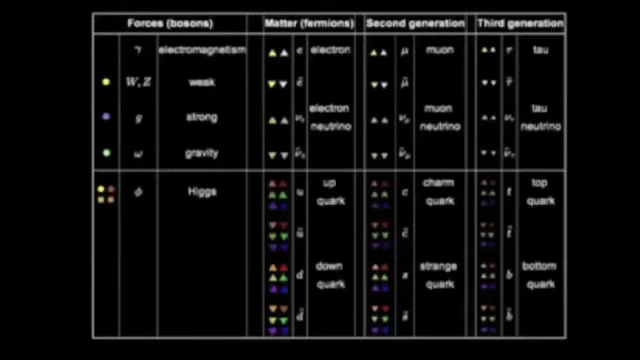 Forces (bosons) Matter (fermions) Second generation Third generation
γ electromagnetism e electron μ muon τ tau
W, Z weak ē μ̄ τ̄
g strong νₑ electron neutrino ν_μ muon neutrino ν_τ tau neutrino
ω gravity ν̄ₑ ν̄_μ ν̄_τ
ϕ Higgs u up quark c charm quark t top quark
ū c̄ t̄
d down quark s strange quark b bottom quark
d̄ s̄ b̄